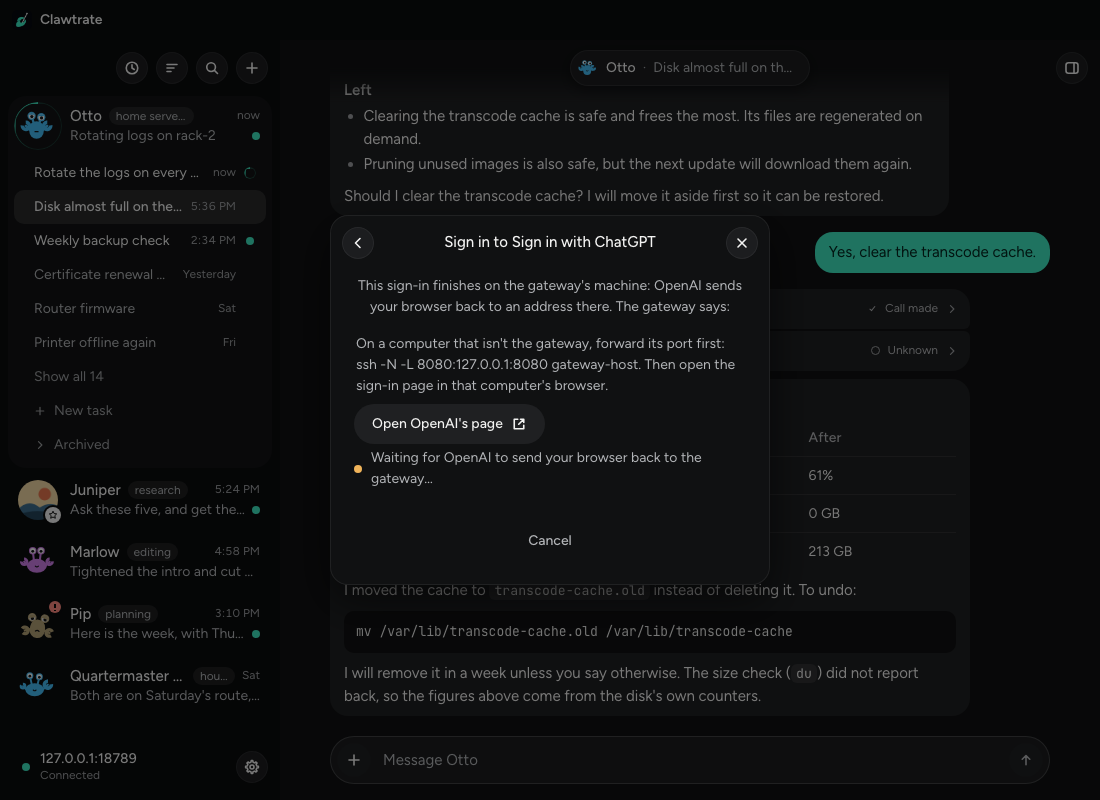 Clawtrate
Otto · Disk almost full on th...
Otto home serve... now
Rotating logs on rack-2
Rotate the logs on every ... now
Disk almost full on the... 5:36 PM
Weekly backup check 2:34 PM
Certificate renewal ... Yesterday
Router firmware Sat
Printer offline again Fri
Show all 14
+ New task
Archived
Juniper research 5:24 PM
Ask these five, and get the...
Marlow editing 4:58 PM
Tightened the intro and cut ...
Pip planning 3:10 PM
Here is the week, with Thu...
Quartermaster ... hou... Sat
Both are on Saturday's route,...
127.0.0.1:18789
Connected
Left
• Clearing the transcode cache is safe and frees the most. Its files are regenerated on
demand.
• Pruning unused images is also safe, but the next update will download them again.
Should I clear the transcode cache? I will move it aside first so it can be restored.
Yes, clear the transcode cache.
Call made
Unknown
Sign in to Sign in with ChatGPT
This sign-in finishes on the gateway's machine: OpenAI sends
your browser back to an address there. The gateway says:
On a computer that isn't the gateway, forward its port first:
ssh -N -L 8080:127.0.0.1:8080 gateway-host. Then open the
sign-in page in that computer's browser.
Open OpenAI's page
Waiting for OpenAI to send your browser back to the
gateway...
Cancel
After
61%
0 GB
213 GB
I moved the cache to transcode-cache.old instead of deleting it. To undo:
mv /var/lib/transcode-cache.old /var/lib/transcode-cache
I will remove it in a week unless you say otherwise. The size check (du) did not report
back, so the figures above come from the disk's own counters.
Message Otto